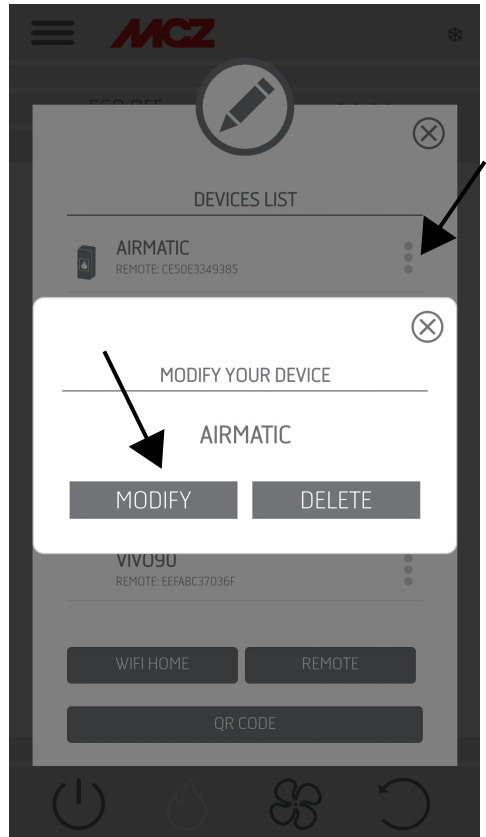 MCZ
DEVICES LIST
AIRMATIC
REMOTE: CE50E3349385
MODIFY YOUR DEVICE
AIRMATIC
MODIFY DELETE
VIVO90
REMOTE: EEFABC37036F
WIFI HOME REMOTE
QR CODE